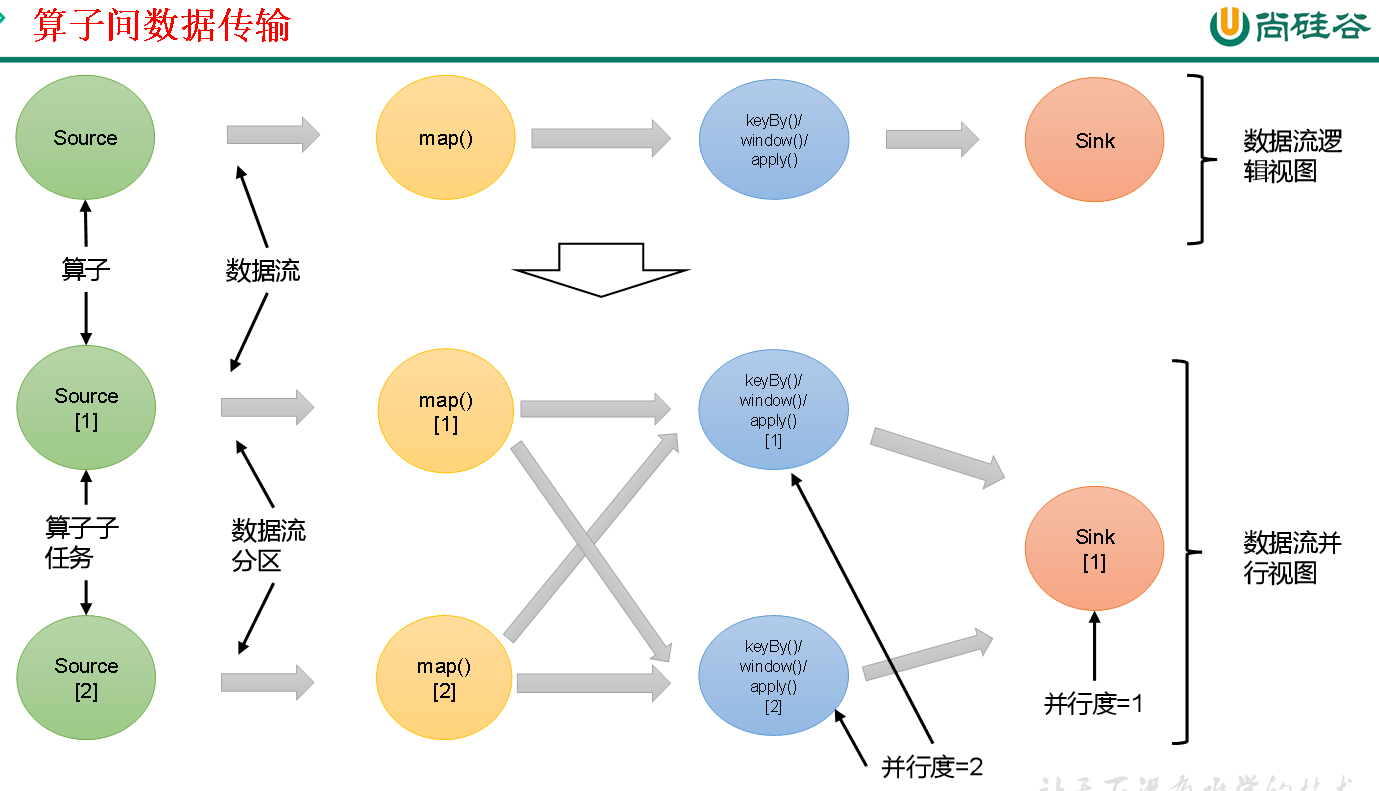 算子间数据传输
尚硅谷
Source
map()
keyBy()/
window()/
apply()
Sink
数据流逻
辑视图
算子
数据流
Source
[1]
map()
[1]
keyBy()/
window()/
apply()
[1]
算子子
任务
数据流
分区
Sink
[1]
数据流并
行视图
Source
[2]
map()
[2]
keyBy()/
window()/
apply()
[2]
并行度=1
并行度=2